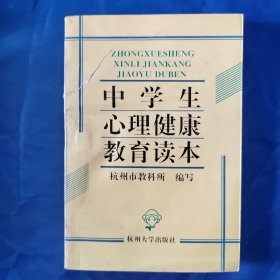 ZHONGXUESHENG
XINLI JIANKANG
JIAOYU DUBEN
中学生
心理健康
教育读本
杭州市教科所 编写
杭州大学出版社